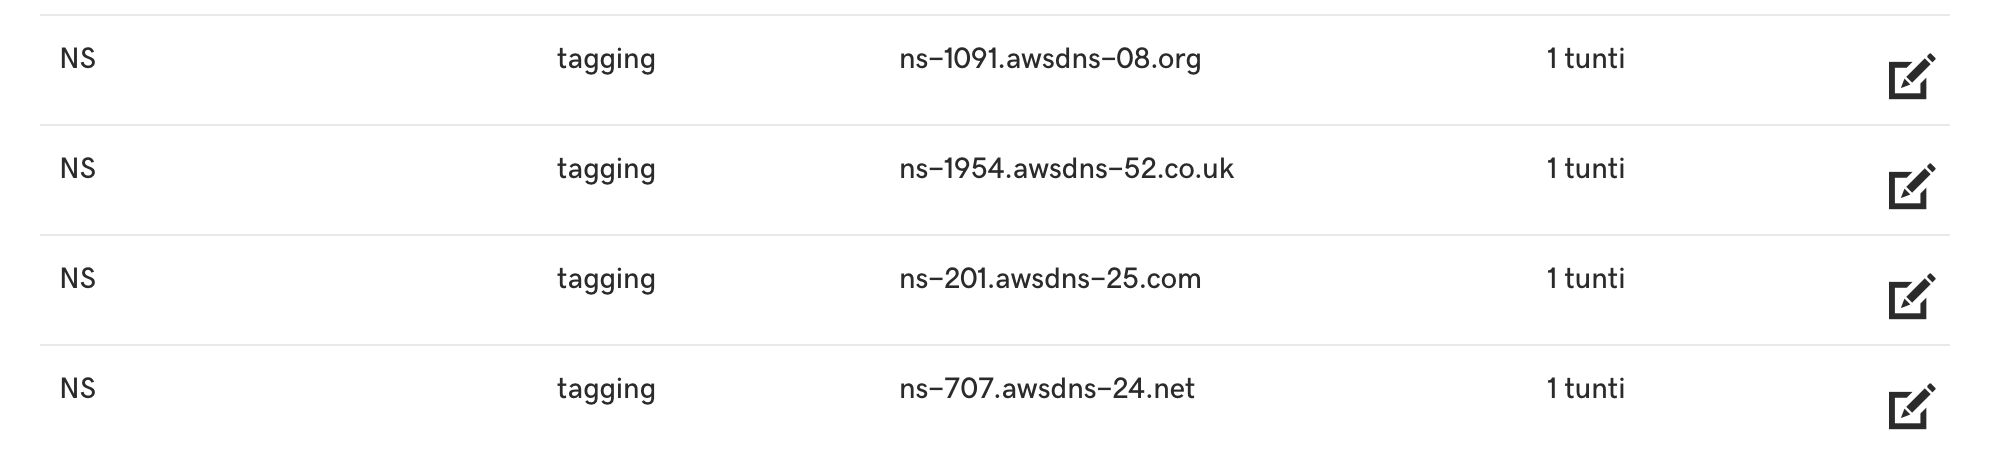 NS tagging ns-1091.awsdns-08.org 1 tunti
NS tagging ns-1954.awsdns-52.co.uk 1 tunti
NS tagging ns-201.awsdns-25.com 1 tunti
NS tagging ns-707.awsdns-24.net 1 tunti